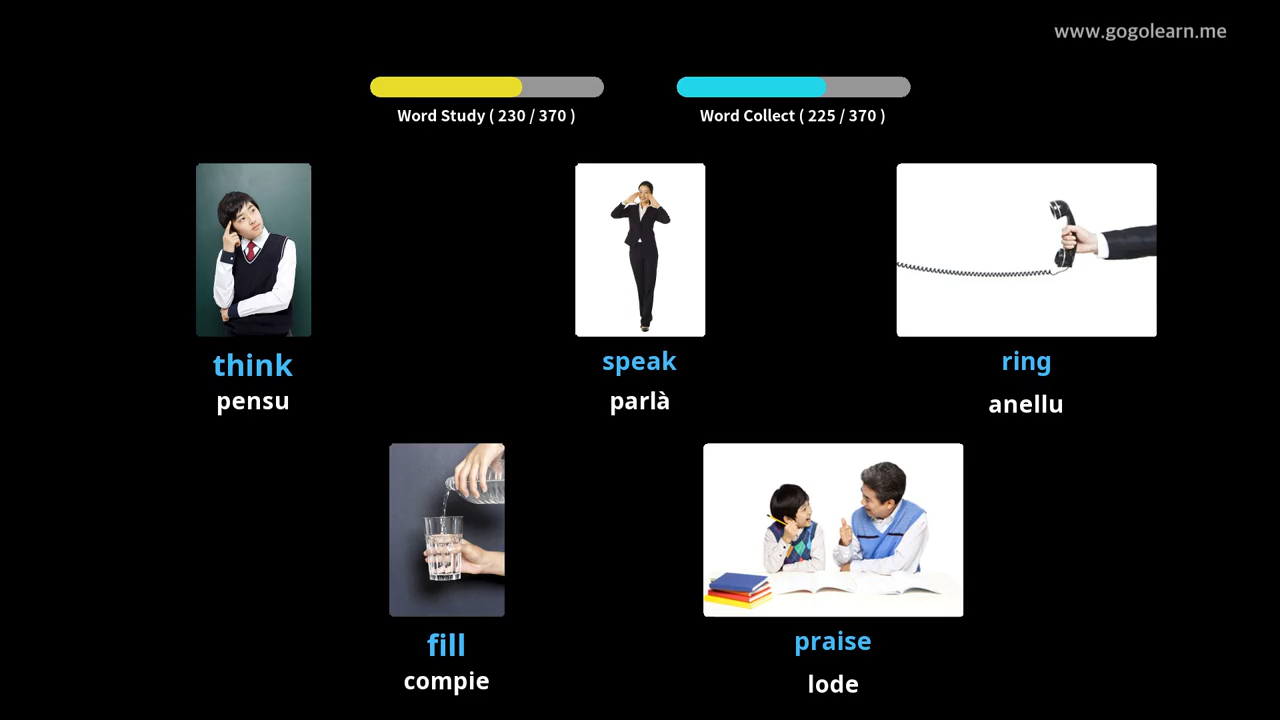 www.gogolearn.me
Word Study ( 230 / 370 )
Word Collect ( 225 / 370 )
think
pensu
speak
parlà
ring
anellu
fill
compie
praise
lode